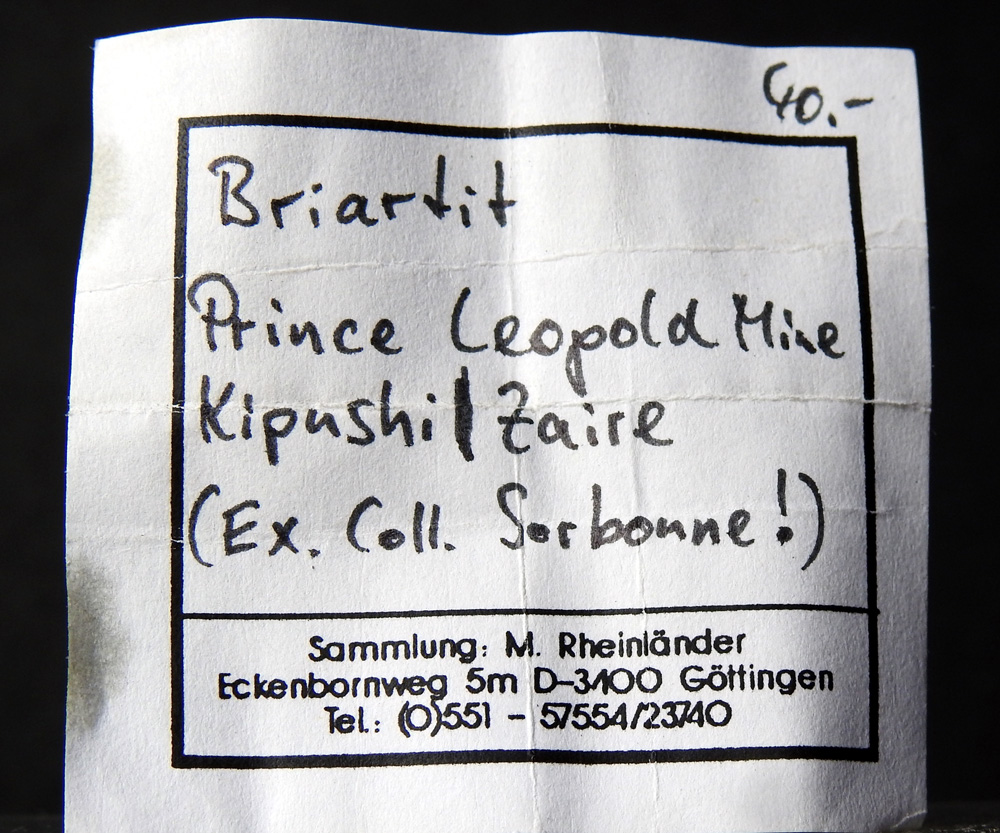 40.-
Briartit
Prince Leopold Mine
Kipushi/Zaire
(Ex. Coll. Sorbonne!)
Sammlung: M. Rheinländer
Eckenbornweg 5m D-3400 Göttingen
Tel.: (0)551 - 57554/23740